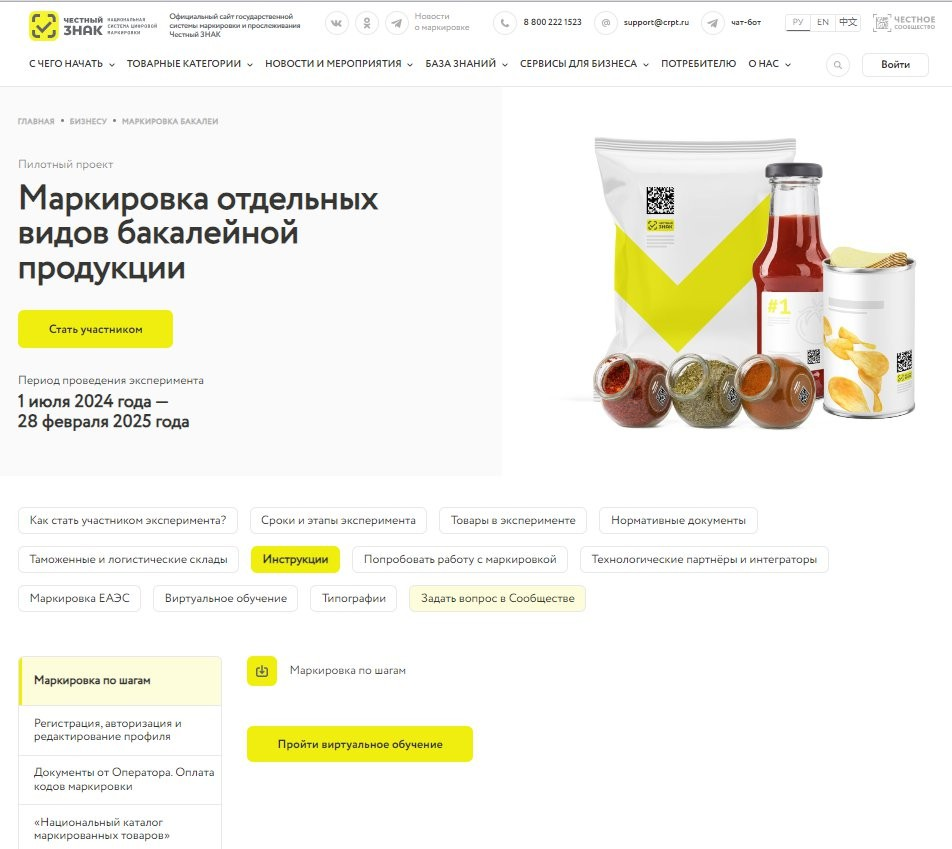 ЧЕСТНЫЙ
ЗНАК
НАЦИОНАЛЬНАЯ
СИСТЕМА ЦИФРОВОЙ
МАРКИРОВКИ
Официальный сайт государственной
системы маркировки и прослеживания
Честный ЗНАК
Новости
о маркировке
8 800 222 1523
@
support@crpt.ru
чат-бот
РУ
EN
中文
ЧЕСТНОЕ
СООБЩЕСТВО
С ЧЕГО НАЧАТЬ
ТОВАРНЫЕ КАТЕГОРИИ
НОВОСТИ И МЕРОПРИЯТИЯ
БАЗА ЗНАНИЙ
СЕРВИСЫ ДЛЯ БИЗНЕСА
ПОТРЕБИТЕЛЮ
О НАС
Войти
ГЛАВНАЯ • БИЗНЕСУ • МАРКИРОВКА БАКАЛЕИ
Пилотный проект
Маркировка отдельных
видов бакалейной
продукции
Стать участником
Период проведения эксперимента
1 июля 2024 года —
28 февраля 2025 года
ЧЕСТНЫЙ
ЗНАК
#1
Как стать участником эксперимента?
Сроки и этапы эксперимента
Товары в эксперименте
Нормативные документы
Таможенные и логистические склады
Инструкции
Попробовать работу с маркировкой
Технологические партнёры и интеграторы
Маркировка ЕАЭС
Виртуальное обучение
Типографии
Задать вопрос в Сообществе
Маркировка по шагам
Регистрация, авторизация и
редактирование профиля
Документы от Оператора. Оплата
кодов маркировки
«Национальный каталог
маркированных товаров»
Маркировка по шагам
Пройти виртуальное обучение